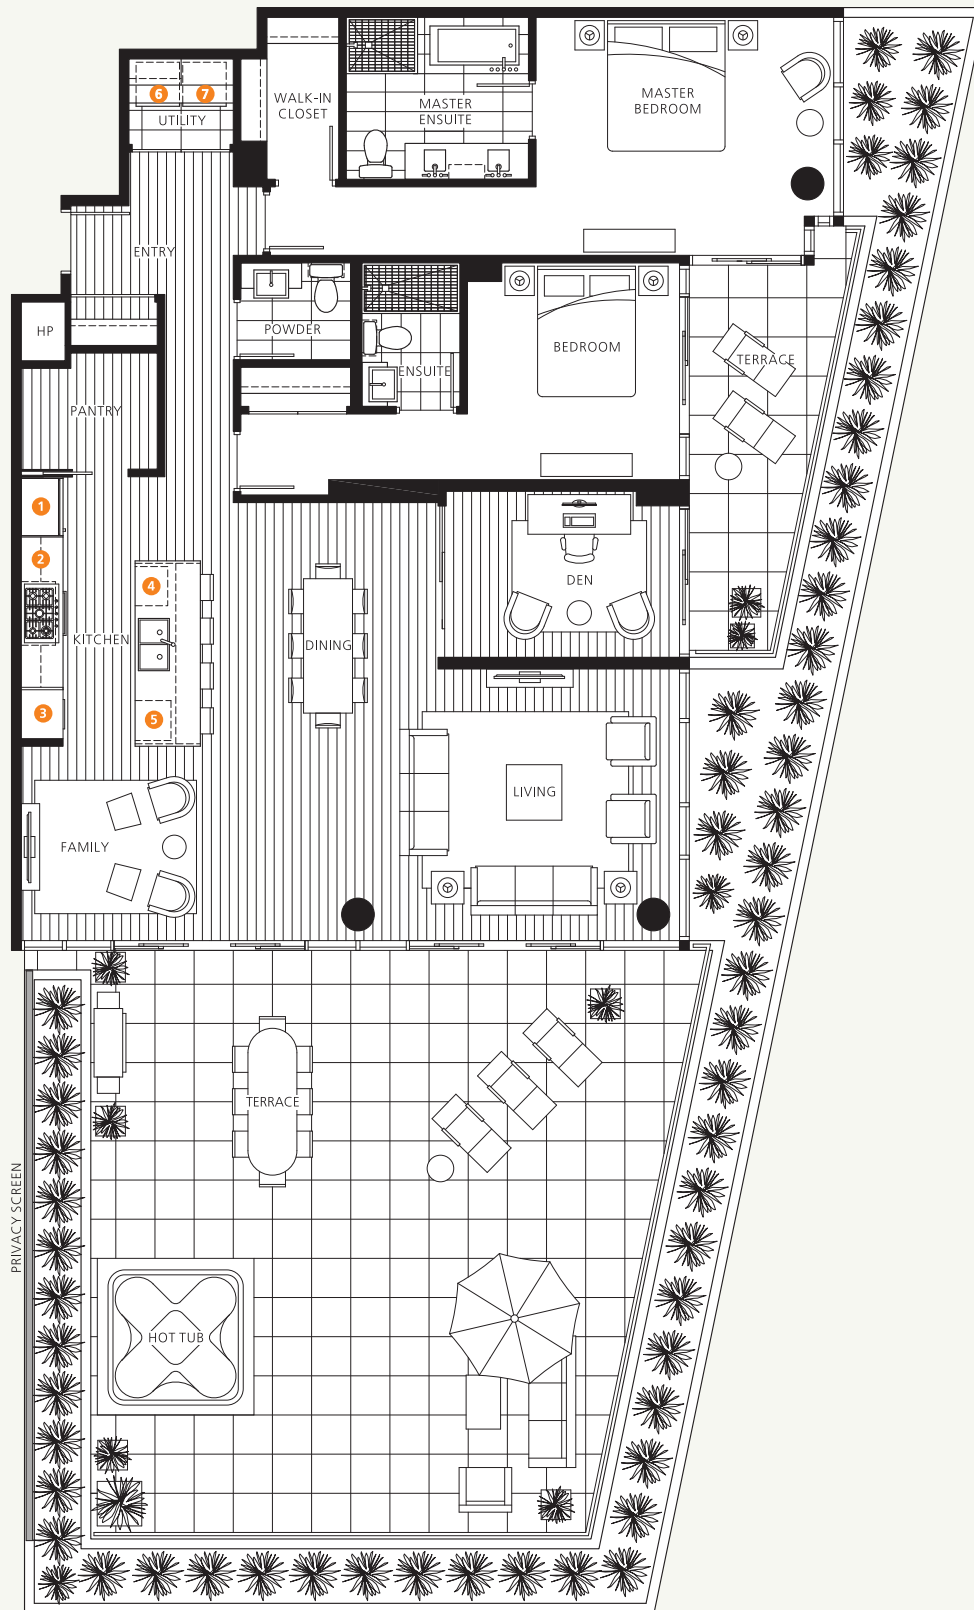 6
7
UTILITY
WALK-IN
CLOSET
MASTER
ENSUITE
MASTER
BEDROOM
ENTRY
HP
POWDER
ENSUITE
BEDROOM
TERRACE
PANTRY
1
2
4
KITCHEN
3
5
DINING
DEN
FAMILY
LIVING
TERRACE
PRIVACY SCREEN
HOT TUB